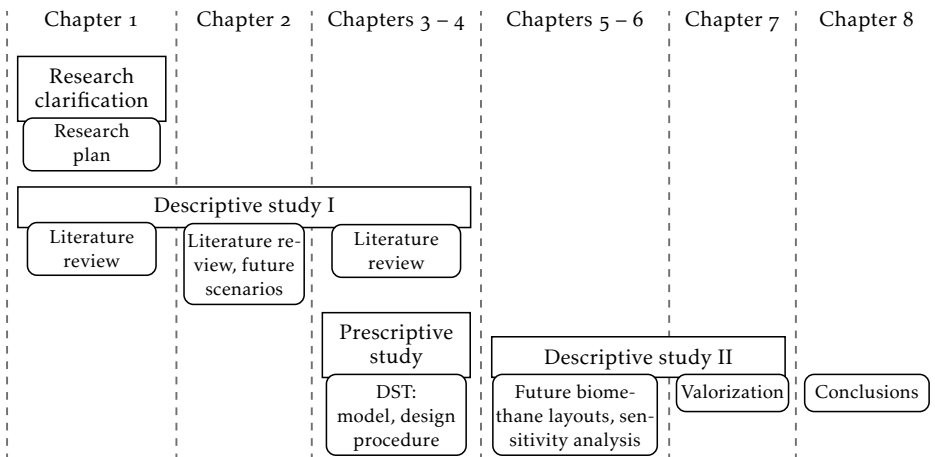 Chapter 1
Chapter 2
Chapters 3 – 4
Chapters 5 – 6
Chapter 7
Chapter 8
Research
clarification
Research
plan
Descriptive study I
Literature
review
Literature re-
view, future
scenarios
Literature
review
Prescriptive
study
DST:
model, design
procedure
Descriptive study II
Future biome-
thane layouts, sen-
sitivity analysis
Valorization
Conclusions